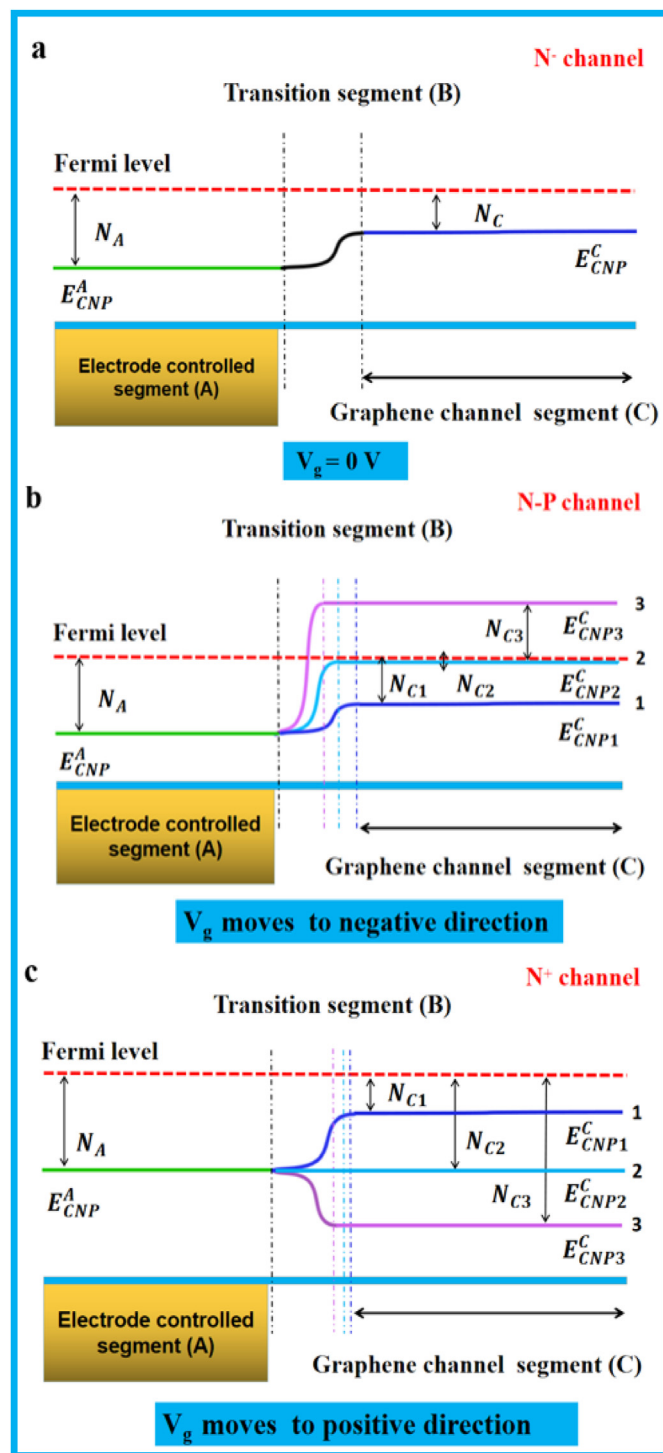 a
N⁻ channel
Transition segment (B)
Fermi level
N_A
N_C
E^A_CNP
E^C_CNP
Electrode controlled
segment (A)
Graphene channel segment (C)
V_g = 0 V
b
N-P channel
Transition segment (B)
3
Fermi level
N_C3
E^C_CNP3
2
N_A
N_C1
N_C2
E^C_CNP2
1
E^A_CNP
E^C_CNP1
Electrode controlled
segment (A)
Graphene channel segment (C)
V_g moves to negative direction
c
N⁺ channel
Transition segment (B)
Fermi level
N_C1
1
N_A
N_C2
E^C_CNP1
2
E^A_CNP
N_C3
E^C_CNP2
3
E^C_CNP3
Electrode controlled
segment (A)
Graphene channel segment (C)
V_g moves to positive direction